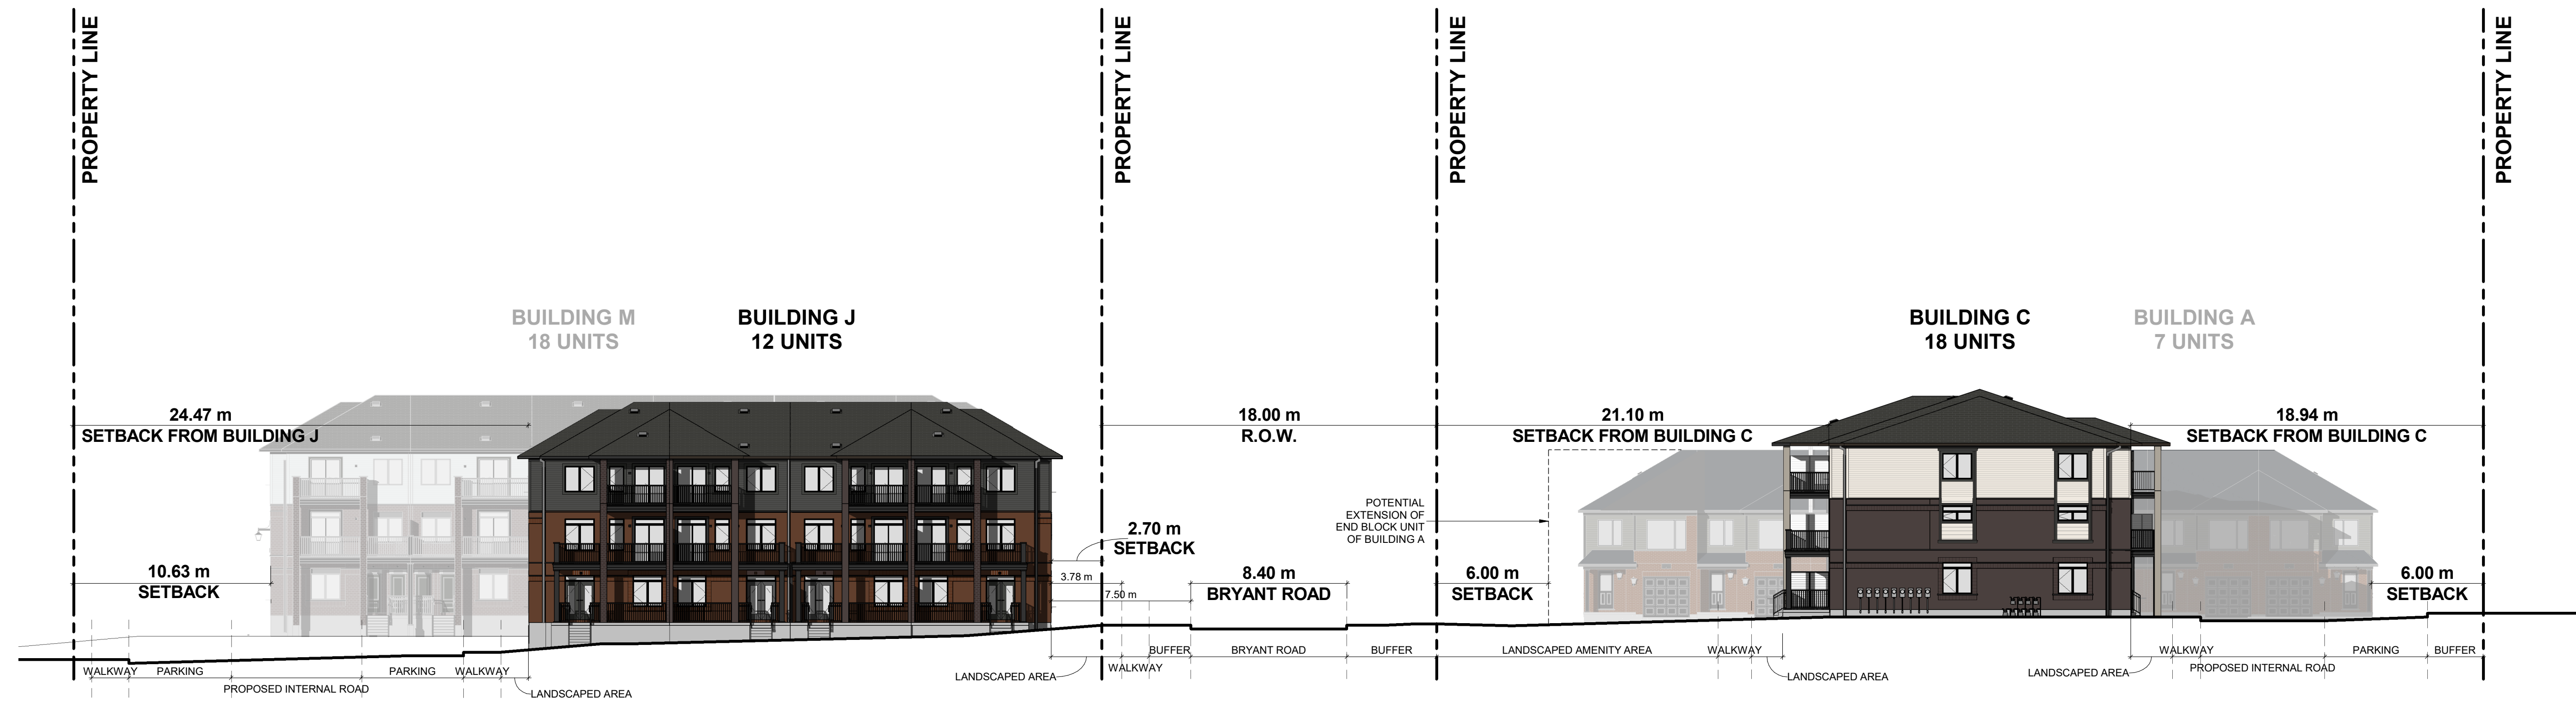 PROPERTY LINE
PROPERTY LINE
PROPERTY LINE
PROPERTY LINE
BUILDING M
18 UNITS
BUILDING J
12 UNITS
BUILDING C
18 UNITS
BUILDING A
7 UNITS
24.47 m
SETBACK FROM BUILDING J
18.00 m
R.O.W.
21.10 m
SETBACK FROM BUILDING C
18.94 m
SETBACK FROM BUILDING C
POTENTIAL
EXTENSION OF
END BLOCK UNIT
OF BUILDING A
2.70 m
SETBACK
10.63 m
SETBACK
3.78 m
7.50 m
8.40 m
BRYANT ROAD
6.00 m
SETBACK
6.00 m
SETBACK
WALKWAY
PARKING
PROPOSED INTERNAL ROAD
PARKING
WALKWAY
LANDSCAPED AREA
LANDSCAPED AREA
WALKWAY
BUFFER
BRYANT ROAD
BUFFER
LANDSCAPED AMENITY AREA
WALKWAY
LANDSCAPED AREA
LANDSCAPED AREA
WALKWAY
PROPOSED INTERNAL ROAD
PARKING
BUFFER